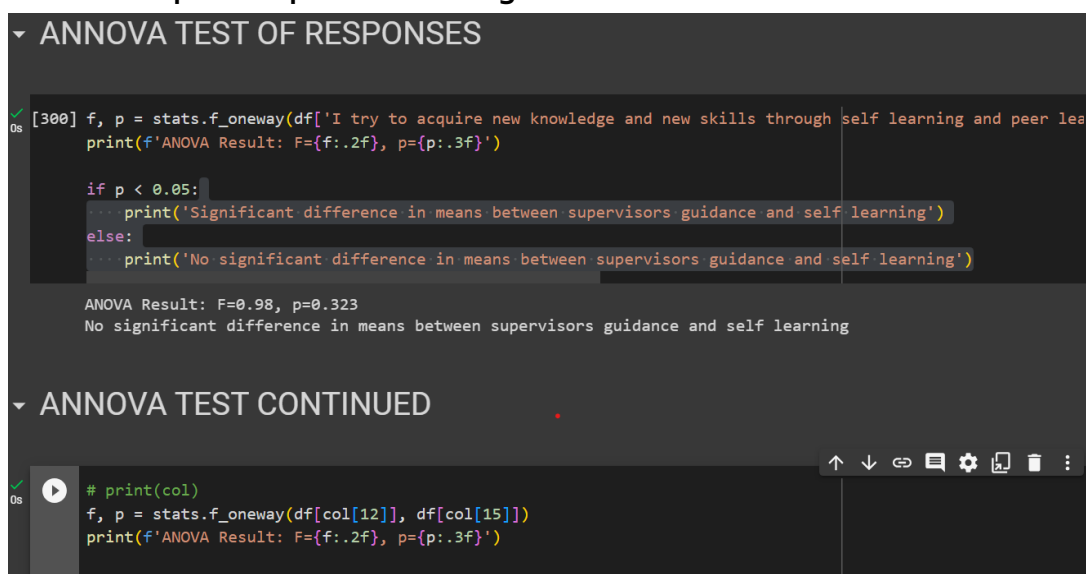 ANNOVA TEST OF RESPONSES
0s [300] f, p = stats.f_oneway(df['I try to acquire new knowledge and new skills through self learning and peer lea
print(f'ANOVA Result: F={f:.2f}, p={p:.3f}')
if p < 0.05:
····print('Significant·difference·in·means·between·supervisors·guidance·and·self·learning')
else:
····print('No·significant·difference·in·means·between·supervisors·guidance·and·self·learning')
ANOVA Result: F=0.98, p=0.323
No significant difference in means between supervisors guidance and self learning
ANNOVA TEST CONTINUED
0s # print(col)
f, p = stats.f_oneway(df[col[12]], df[col[15]])
print(f'ANOVA Result: F={f:.2f}, p={p:.3f}')